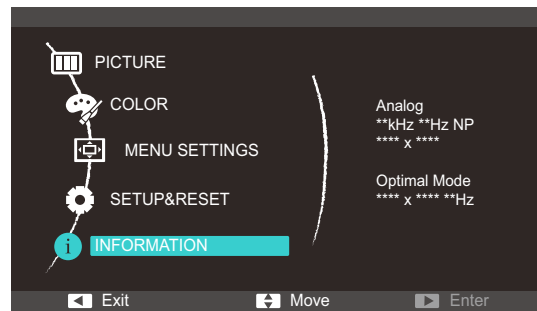 PICTURE
COLOR
MENU SETTINGS
SETUP&RESET
i INFORMATION
Analog
**kHz **Hz NP
**** x ****
Optimal Mode
**** x **** **Hz
Exit
Move
Enter